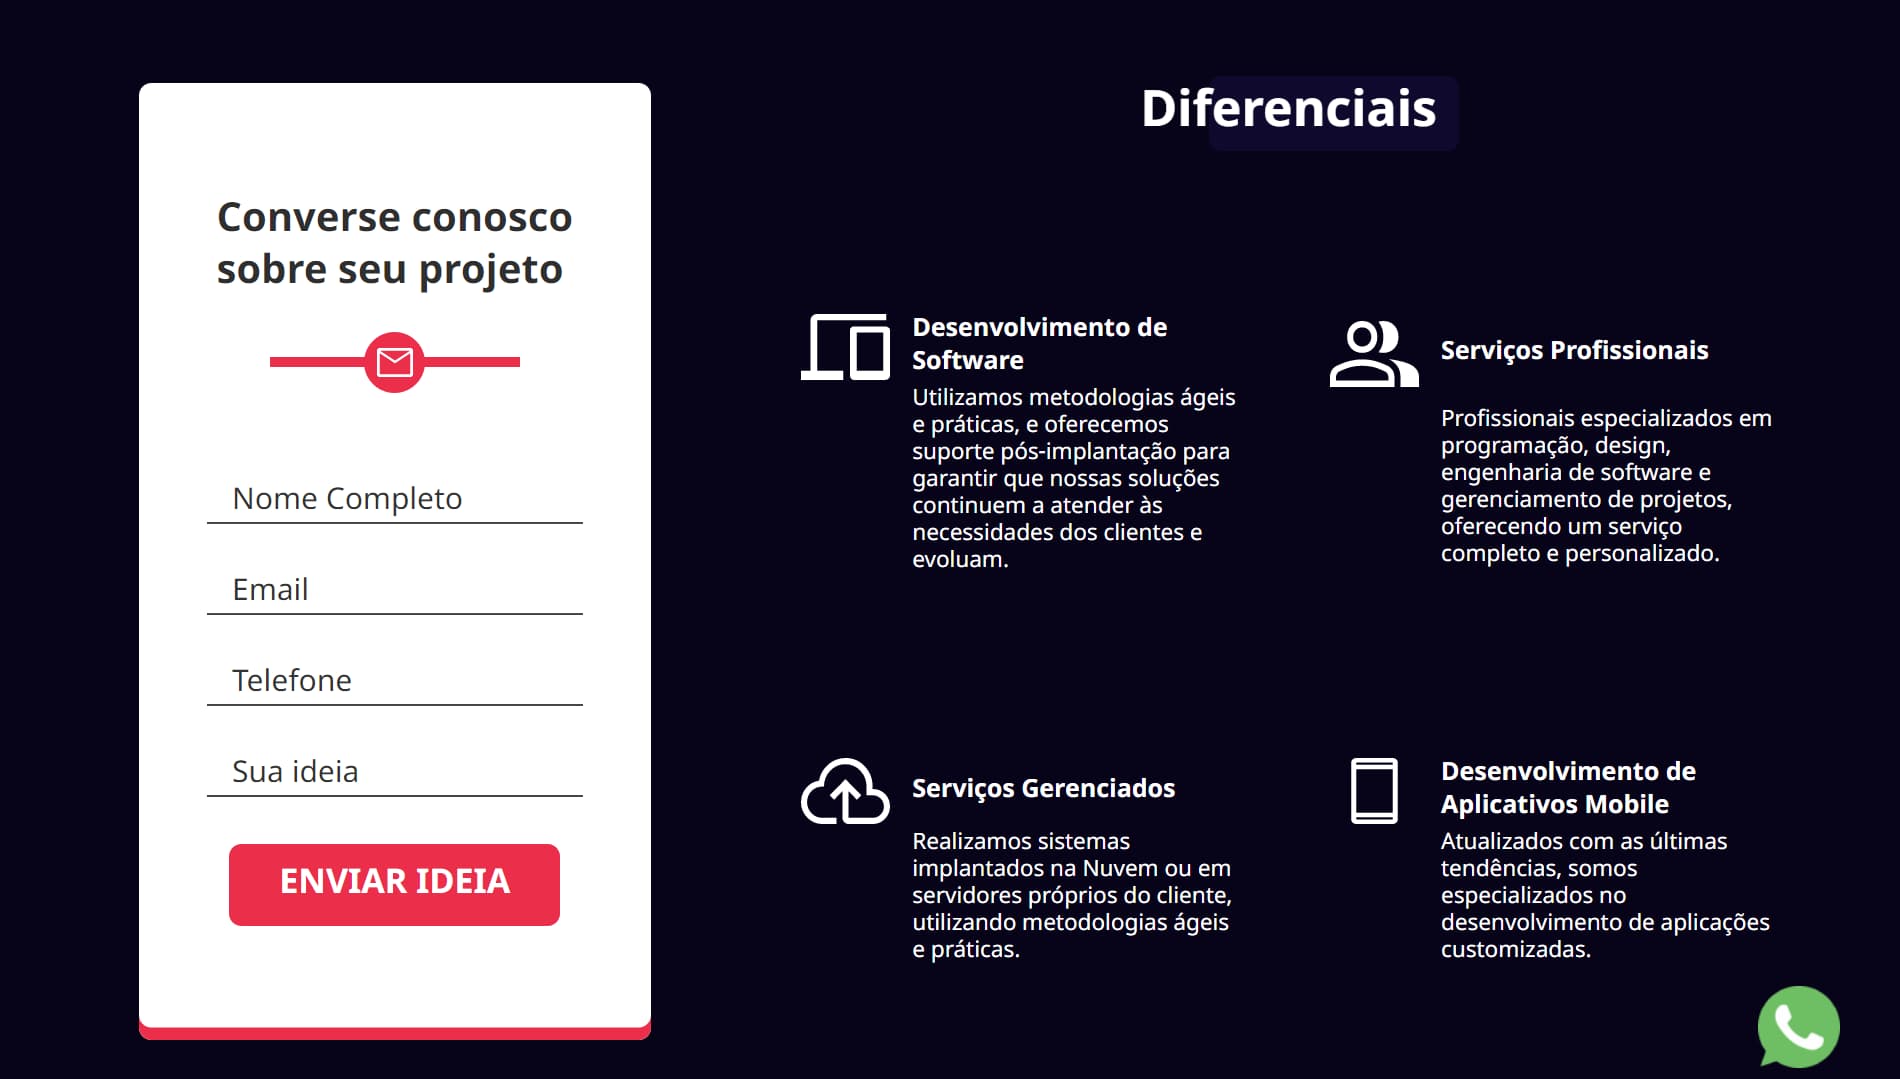 Converse conosco
sobre seu projeto
Nome Completo
Email
Telefone
Sua ideia
ENVIAR IDEIA
Diferenciais
Desenvolvimento de
Software
Utilizamos metodologias ágeis
e práticas, e oferecemos
suporte pós-implantação para
garantir que nossas soluções
continuem a atender às
necessidades dos clientes e
evoluam.
Serviços Profissionais
Profissionais especializados em
programação, design,
engenharia de software e
gerenciamento de projetos,
oferecendo um serviço
completo e personalizado.
Serviços Gerenciados
Realizamos sistemas
implantados na Nuvem ou em
servidores próprios do cliente,
utilizando metodologias ágeis
e práticas.
Desenvolvimento de
Aplicativos Mobile
Atualizados com as últimas
tendências, somos
especializados no
desenvolvimento de aplicações
customizadas.